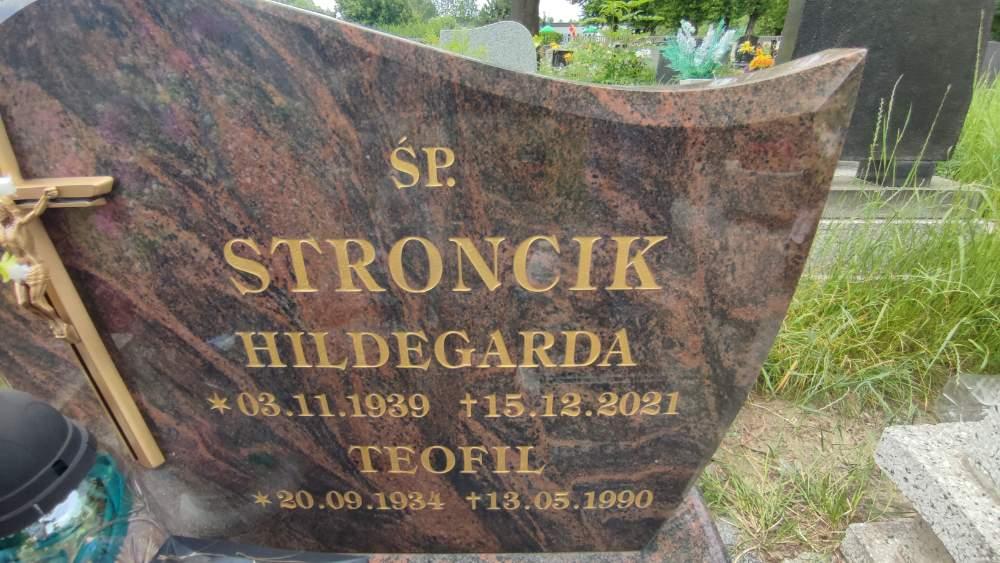 ŚP.
STRONCIK
HILDEGARDA
*03.11.1939 †15.12.2021
TEOFIL
*20.09.1934 †13.05.1990